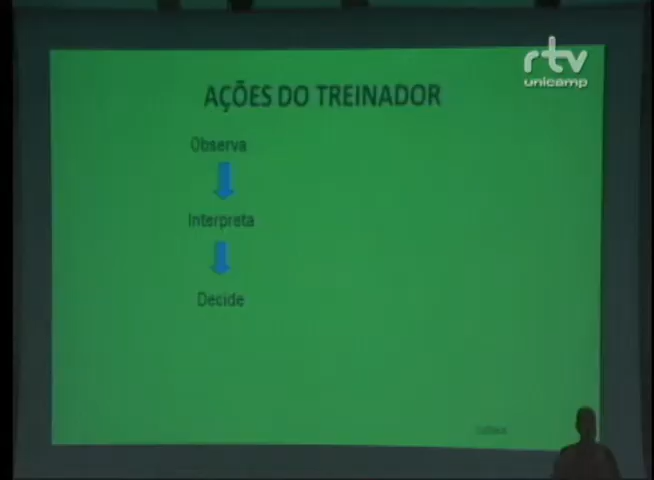 rtv
unicamp
AÇÕES DO TREINADOR
Observa
Interpreta
Decide